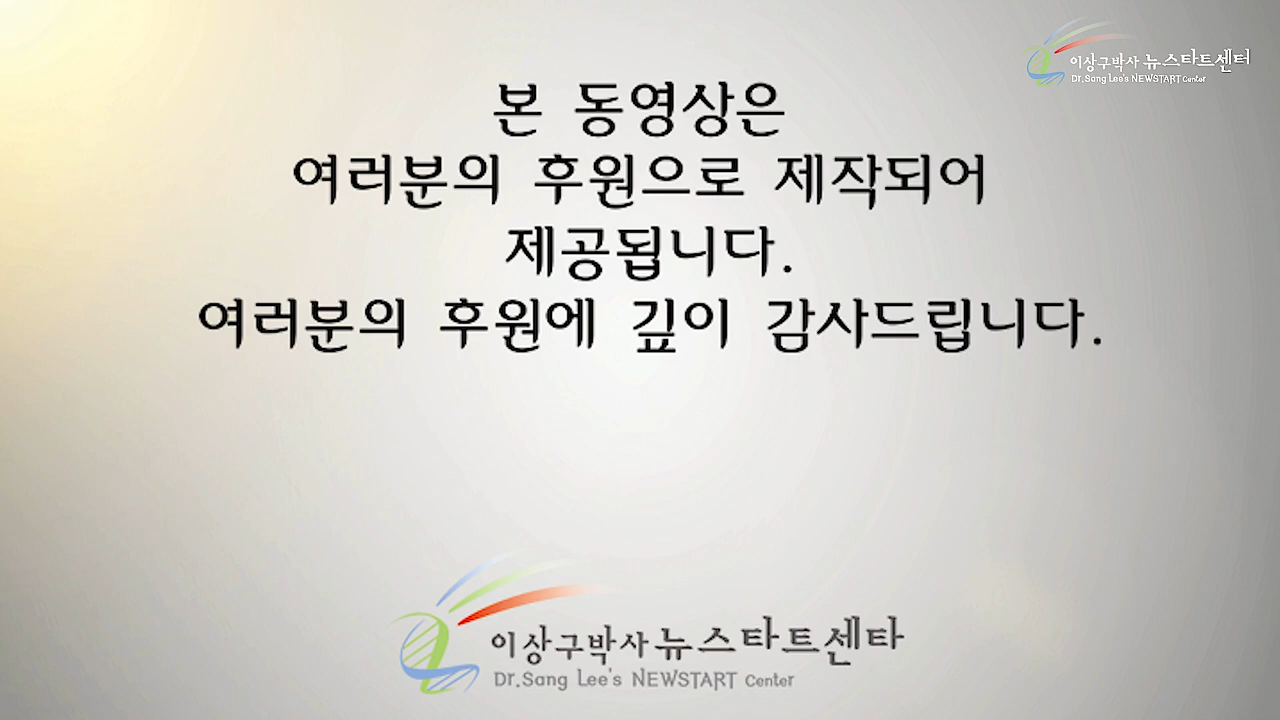 이상구박사 뉴스타트센터
Dr.Sang Lee's NEWSTART Center
본 동영상은
여러분의 후원으로 제작되어
제공됩니다.
여러분의 후원에 깊이 감사드립니다.
이상구박사 뉴스타트센타
Dr.Sang Lee's NEWSTART Center